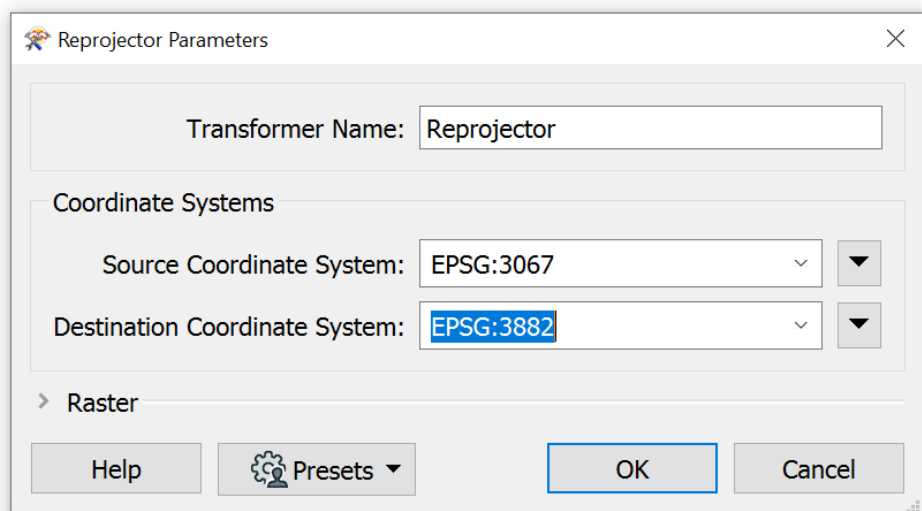 Reprojector Parameters
Transformer Name: Reprojector
Coordinate Systems
Source Coordinate System: EPSG:3067
Destination Coordinate System: EPSG:3882
Raster
Help Presets OK Cancel